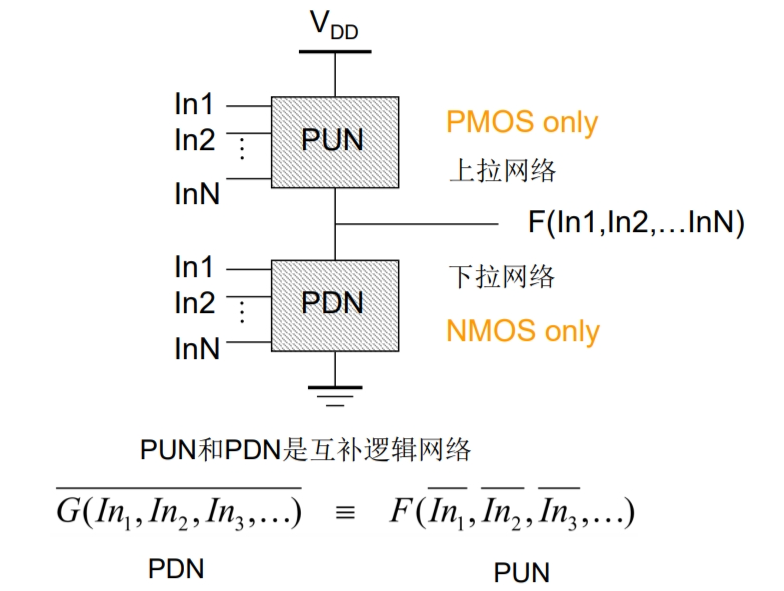 V_DD
In1
In2
⋮
InN
PUN
PMOS only
上拉网络
F(In1,In2,…InN)
In1
In2
⋮
InN
PDN
下拉网络
NMOS only
PUN和PDN是互补逻辑网络
$\overline{G(In_1, In_2, In_3, \ldots)} \equiv F(\overline{In_1}, \overline{In_2}, \overline{In_3}, \ldots)$
PDN PUN